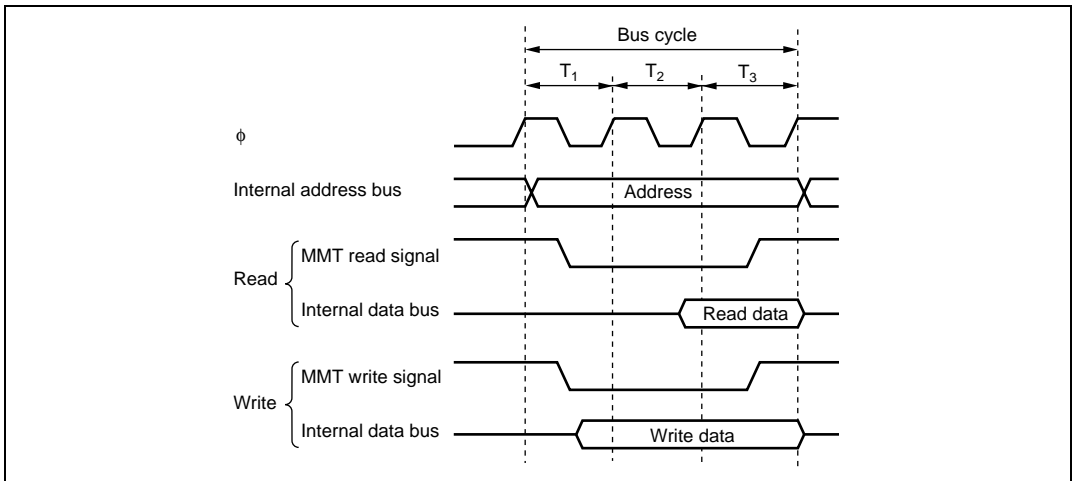 Bus cycle
T1 T2 T3
ϕ
Internal address bus Address
MMT read signal
Read
Internal data bus Read data
MMT write signal
Write
Internal data bus Write data